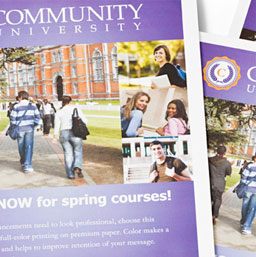 COMMUNITY
UNIVERSITY
NOW for spring courses!
ncements need to look professional, choose this
full-color printing on premium paper. Color makes a
and helps to improve retention of your message.
C
C
U